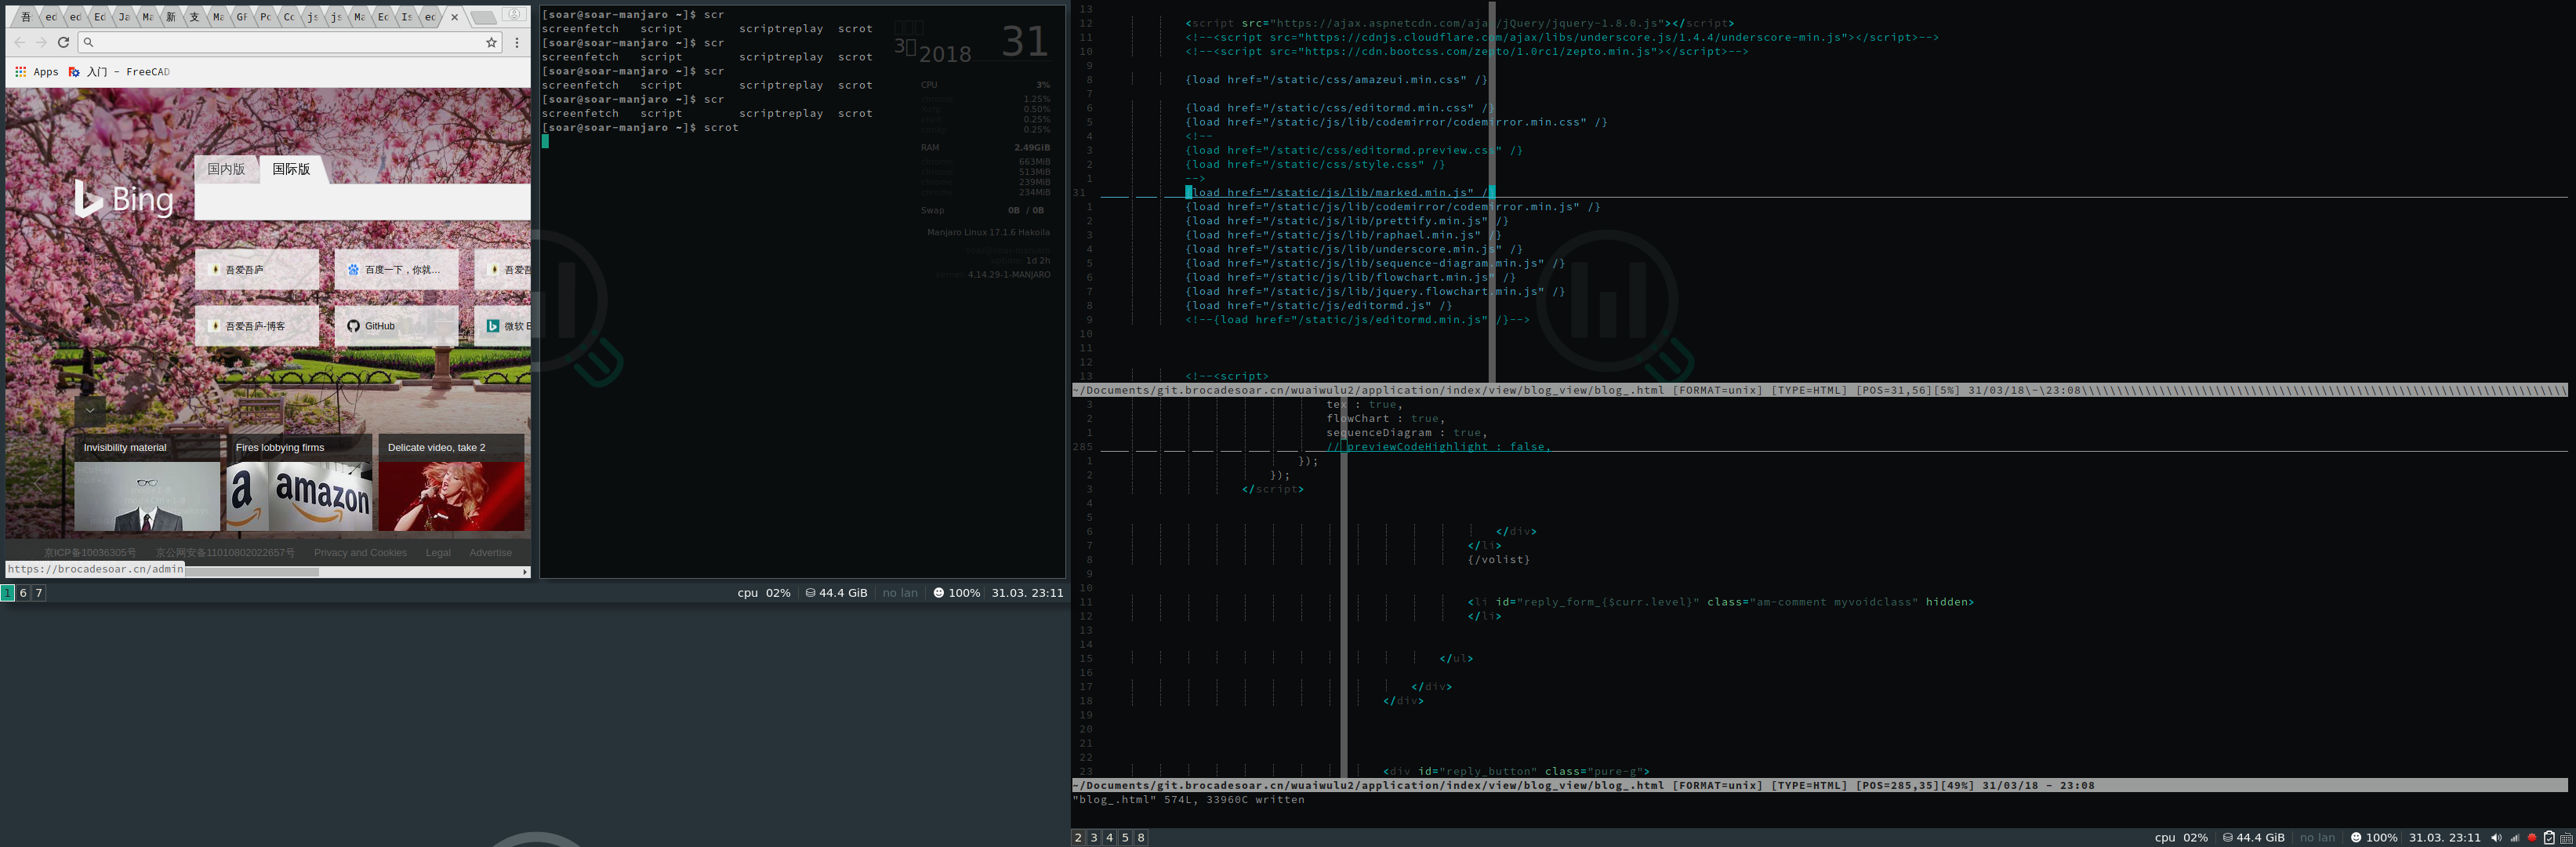 吾 ed ed Ed Ja Ma 新 支 Ma GF Po Co js js Ma Ec Is ec
Apps 入门 - FreeCAD
Bing
国内版 国际版
吾爱吾庐 百度一下，你就… 吾爱吾
吾爱吾庐-博客 GitHub 微软 B
Invisibility material Fires lobbying firms Delicate video, take 2
amazon
京ICP备10036305号 京公网安备11010802022657号 Privacy and Cookies Legal Advertise
https://brocadesoar.cn/admin
1 6 7
cpu 02% 44.4 GiB no lan 100% 31.03. 23:11
[soar@soar-manjaro ~]$ scr
screenfetch script scriptreplay scrot
[soar@soar-manjaro ~]$ scr
screenfetch script scriptreplay scrot
[soar@soar-manjaro ~]$ scr
screenfetch script scriptreplay scrot
[soar@soar-manjaro ~]$ scr
screenfetch script scriptreplay scrot
[soar@soar-manjaro ~]$ scrot
3 2018 31
CPU 3%
1.25%
0.50%
0.25%
0.25%
RAM 2.49GiB
chrome 663MiB
chrome 513MiB
chrome 239MiB
chrome 234MiB
Swap 0B / 0B
Manjaro Linux 17.1.6 Hakoila
1d 2h
4.14.29-1-MANJARO
13
12 <script src="https://ajax.aspnetcdn.com/ajax/jQuery/jquery-1.8.0.js"></script>
11 <!--<script src="https://cdnjs.cloudflare.com/ajax/libs/underscore.js/1.4.4/underscore-min.js"></script>-->
10 <!--<script src="https://cdn.bootcss.com/zepto/1.0rc1/zepto.min.js"></script>-->
9
8 {load href="/static/css/amazeui.min.css" /}
7
6 {load href="/static/css/editormd.min.css" /}
5 {load href="/static/js/lib/codemirror/codemirror.min.css" /}
4 <!--
3 {load href="/static/css/editormd.preview.css" /}
2 {load href="/static/css/style.css" /}
1 -->
31 {load href="/static/js/lib/marked.min.js" /}
1 {load href="/static/js/lib/codemirror/codemirror.min.js" /}
2 {load href="/static/js/lib/prettify.min.js" /}
3 {load href="/static/js/lib/raphael.min.js" /}
4 {load href="/static/js/lib/underscore.min.js" /}
5 {load href="/static/js/lib/sequence-diagram.min.js" /}
6 {load href="/static/js/lib/flowchart.min.js" /}
7 {load href="/static/js/lib/jquery.flowchart.min.js" /}
8 {load href="/static/js/editormd.js" /}
9 <!--{load href="/static/js/editormd.min.js" /}-->
10
11
12
13 <!--<script>
~/Documents/git.brocadesoar.cn/wuaiwulu2/application/index/view/blog_view/blog_.html [FORMAT=unix] [TYPE=HTML] [POS=31,56][5%] 31/03/18\-\23:08
3 tex : true,
2 flowChart : true,
1 sequenceDiagram : true,
285 // previewCodeHighlight : false,
1 });
2 });
3 </script>
4
5
6 </div>
7 </li>
8 {/volist}
9
10
11 <li id="reply_form_{$curr.level}" class="am-comment myvoidclass" hidden>
12 </li>
13
14
15 </ul>
16
17 </div>
18 </div>
19
20
21
22
23 <div id="reply_button" class="pure-g">
~/Documents/git.brocadesoar.cn/wuaiwulu2/application/index/view/blog_view/blog_.html [FORMAT=unix] [TYPE=HTML] [POS=285,35][49%] 31/03/18 - 23:08
"blog_.html" 574L, 33960C written
2 3 4 5 8
cpu 02% 44.4 GiB no lan 100% 31.03. 23:11